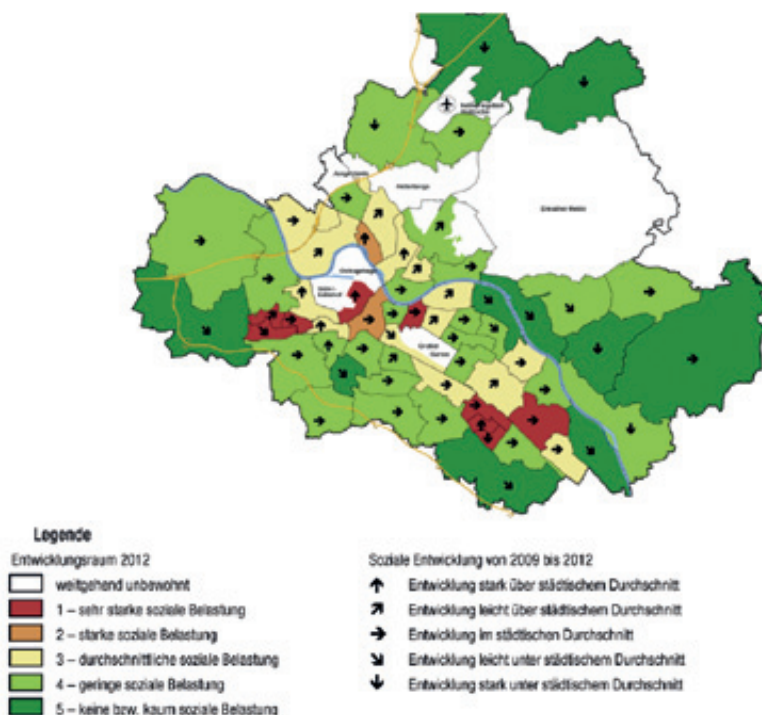 Dresdner Heide
Hellerberge
Großer
Garten
Legende
Entwicklungsraum 2012
weitgehend unbewohnt
1 – sehr starke soziale Belastung
2 – starke soziale Belastung
3 – durchschnittliche soziale Belastung
4 – geringe soziale Belastung
5 – keine bzw. kaum soziale Belastung
Soziale Entwicklung von 2009 bis 2012
Entwicklung stark über städtischem Durchschnitt
Entwicklung leicht über städtischem Durchschnitt
Entwicklung im städtischen Durchschnitt
Entwicklung leicht unter städtischem Durchschnitt
Entwicklung stark unter städtischem Durchschnitt